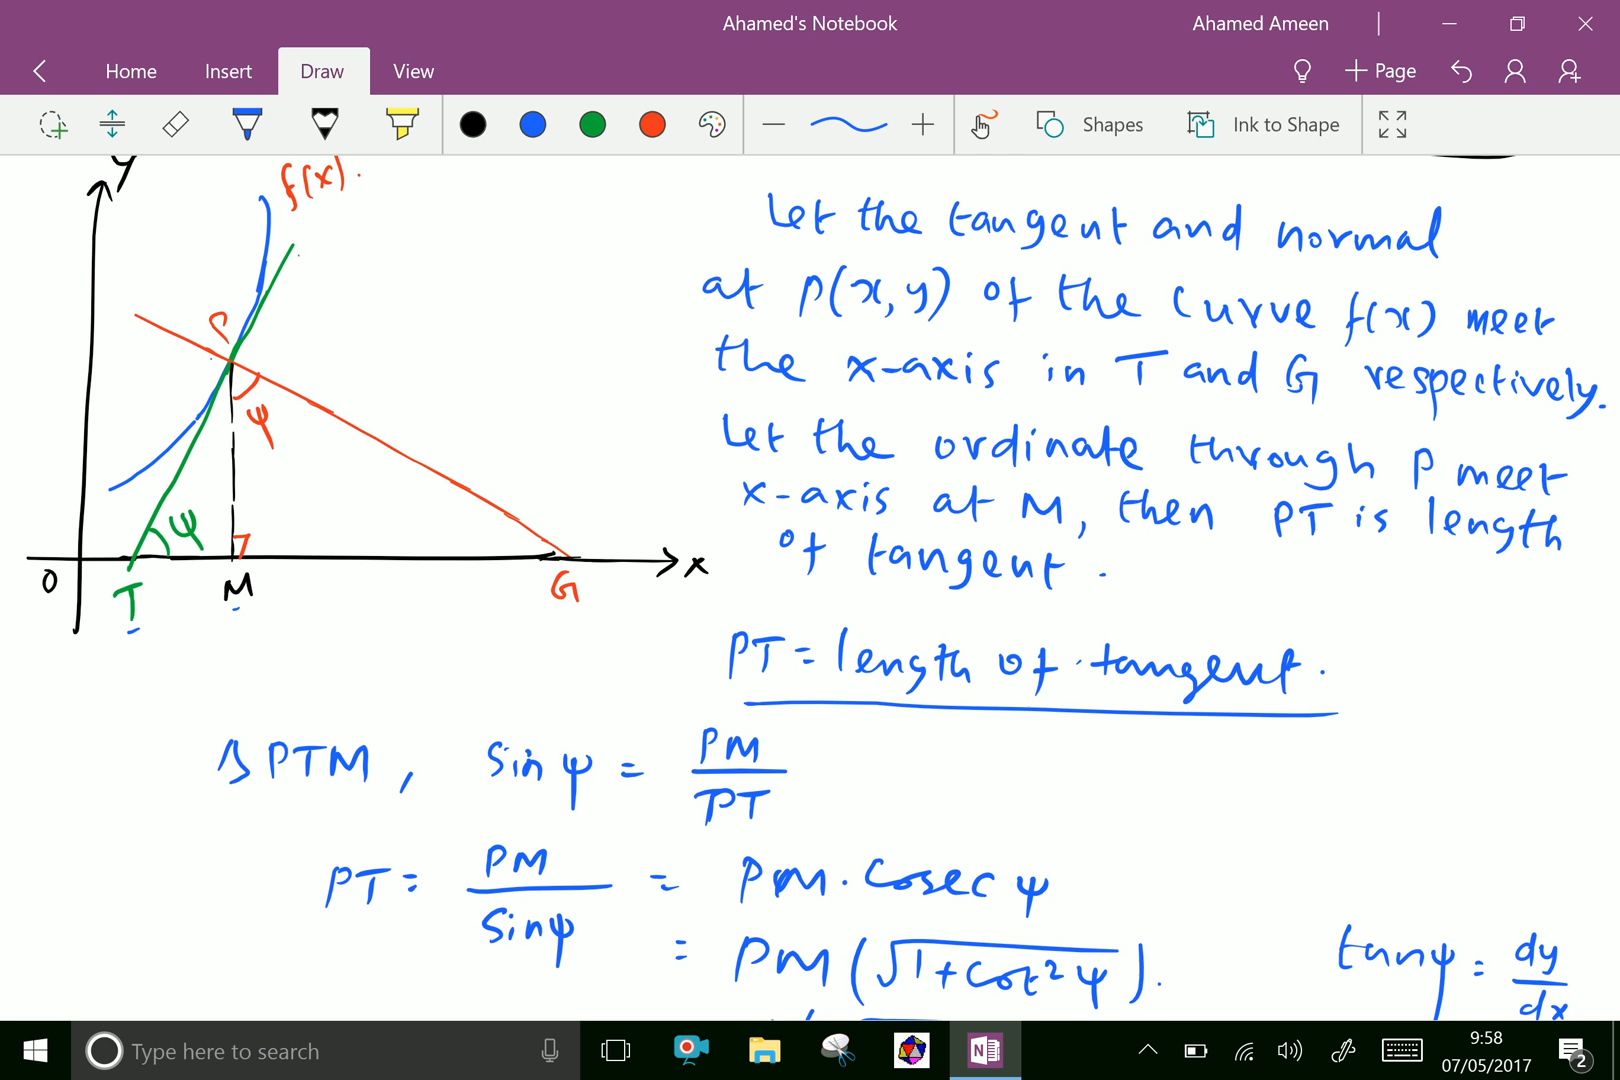 Ahamed's Notebook
Ahamed Ameen
Home
Insert
Draw
View
Page
Shapes
Ink to Shape
y
f(x).
P
ψ
ψ
O
T
M
G
x
Let the tangent and normal
at P(x,y) of the curve f(x) meet
the x-axis in T and G respectively.
Let the ordinate through P meet
x-axis at M, then PT is length
of tangent.
PT = length of tangent.
Δ PTM, Sin ψ = PM/PT
PT = PM/Sinψ = PM. Cosec ψ
= PM (√1+Cot²ψ).
tanψ = dy/dx
Type here to search
N
9:58
07/05/2017
2